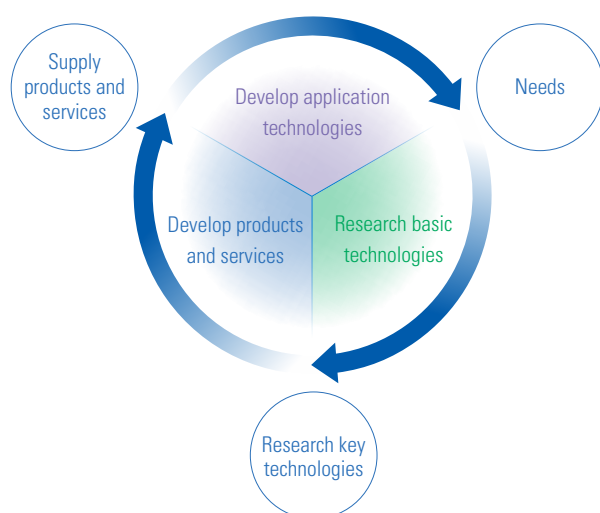 Supply
products and
services
Needs
Develop application
technologies
Develop products
and services
Research basic
technologies
Research key
technologies